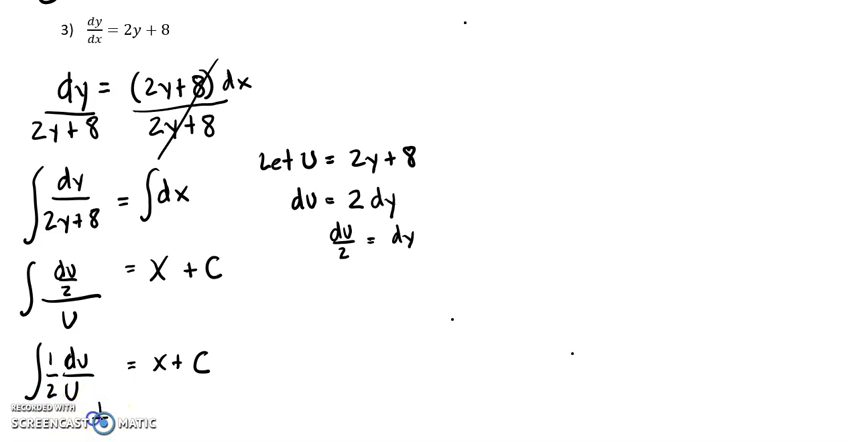 3) dy/dx = 2y + 8
dy/2y+8 = (2y+8) dx/2y+8
∫ dy/2y+8 = ∫ dx
Let U = 2y + 8
du = 2 dy
du/2 = dy
∫ du/2/U = X + C
∫ 1/2 du/U = x + C
RECORDED WITH
SCREENCAST MATIC